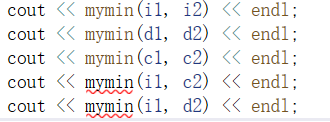 cout << mymin(i1, i2) << endl;
cout << mymin(d1, d2) << endl;
cout << mymin(c1, c2) << endl;
cout << mymin(i1, c2) << endl;
cout << mymin(i1, d2) << endl;